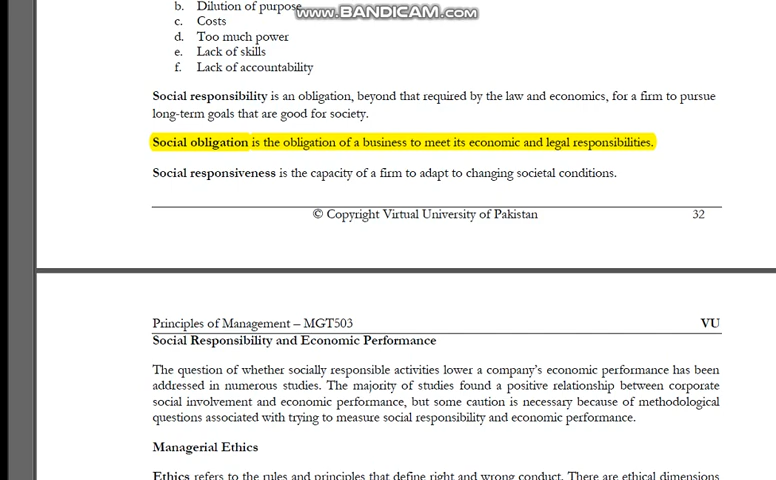 b. Dilution of purpose
www.BANDICAM.com
c. Costs
d. Too much power
e. Lack of skills
f. Lack of accountability
Social responsibility is an obligation, beyond that required by the law and economics, for a firm to pursue
long-term goals that are good for society.
Social obligation is the obligation of a business to meet its economic and legal responsibilities.
Social responsiveness is the capacity of a firm to adapt to changing societal conditions.
© Copyright Virtual University of Pakistan 32
Principles of Management – MGT503 VU
Social Responsibility and Economic Performance
The question of whether socially responsible activities lower a company's economic performance has been
addressed in numerous studies. The majority of studies found a positive relationship between corporate
social involvement and economic performance, but some caution is necessary because of methodological
questions associated with trying to measure social responsibility and economic performance.
Managerial Ethics
Ethics refers to the rules and principles that define right and wrong conduct. There are ethical dimensions